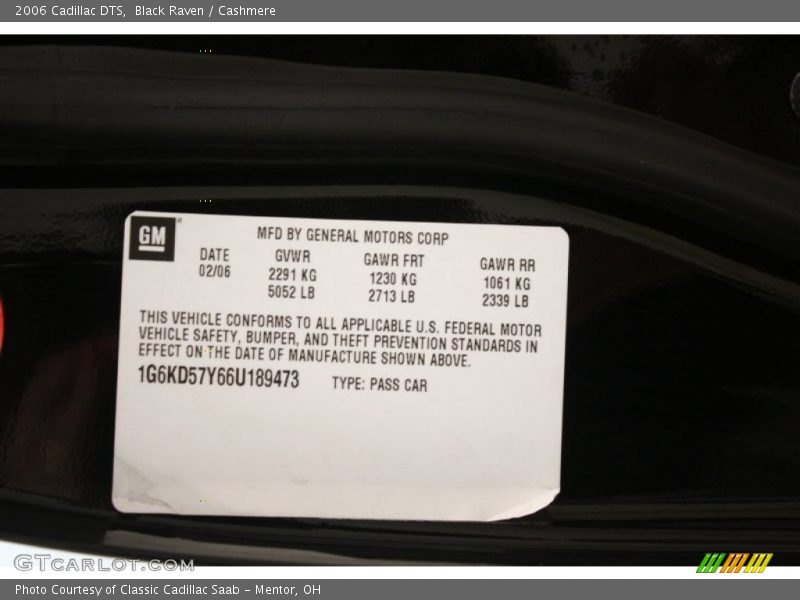 2006 Cadillac DTS, Black Raven / Cashmere
GM
MFD BY GENERAL MOTORS CORP
DATE GVWR GAWR FRT GAWR RR
02/06 2291 KG 1230 KG 1061 KG
5052 LB 2713 LB 2339 LB
THIS VEHICLE CONFORMS TO ALL APPLICABLE U.S. FEDERAL MOTOR
VEHICLE SAFETY, BUMPER, AND THEFT PREVENTION STANDARDS IN
EFFECT ON THE DATE OF MANUFACTURE SHOWN ABOVE.
1G6KD57Y66U189473 TYPE: PASS CAR
GTCARLOT.COM
Photo Courtesy of Classic Cadillac Saab - Mentor, OH